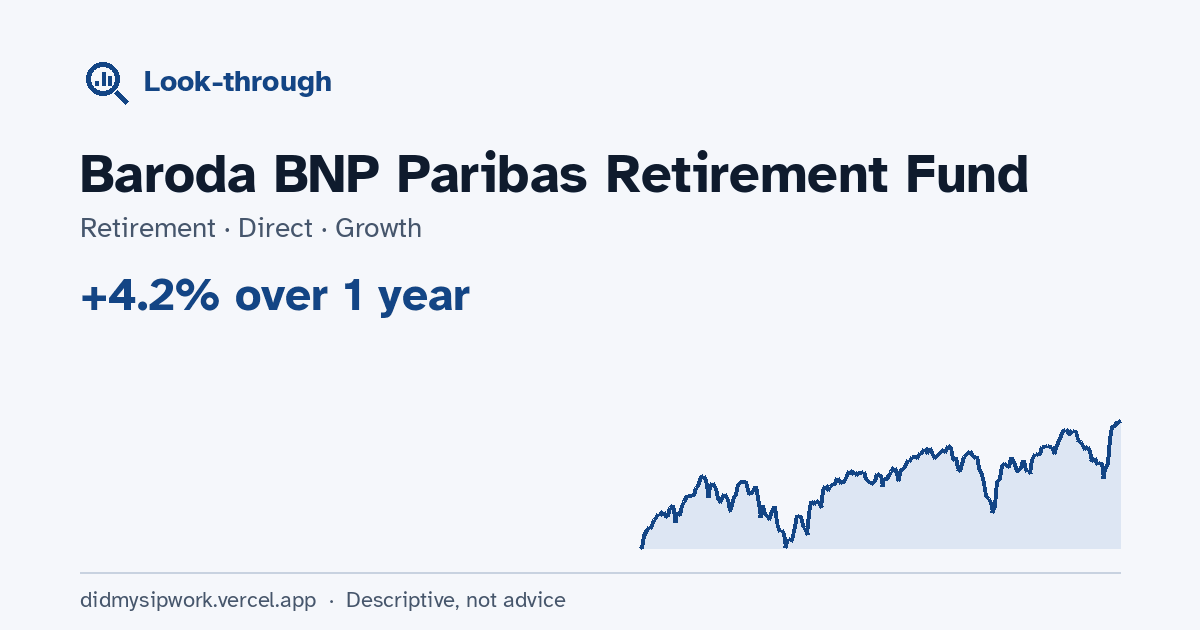 Look-through
Baroda BNP Paribas Retirement Fund
Retirement · Direct · Growth
+4.2% over 1 year
didmysipwork.vercel.app · Descriptive, not advice